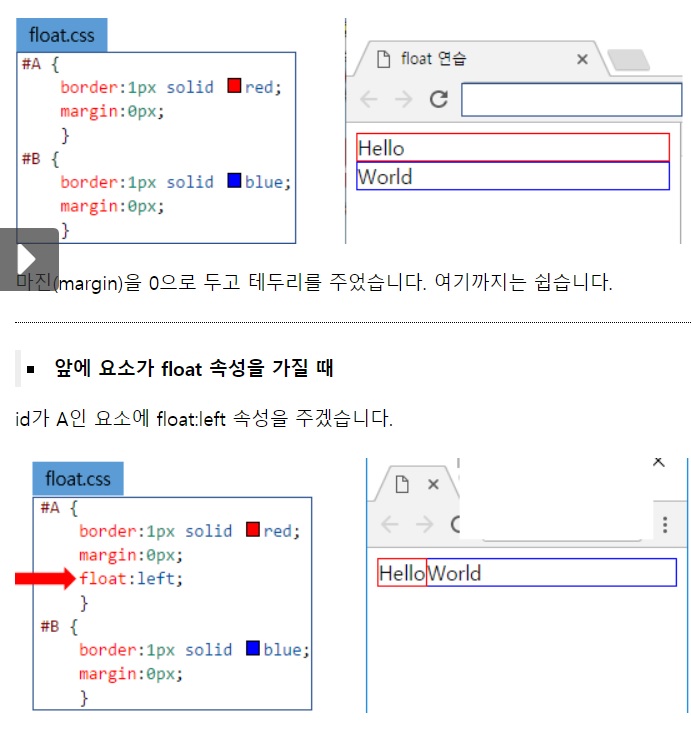 float.css
#A {
border:1px solid red;
margin:0px;
}
#B {
border:1px solid blue;
margin:0px;
}
float 연습
Hello
World
마진(margin)을 0으로 두고 테두리를 주었습니다. 여기까지는 쉽습니다.
앞에 요소가 float 속성을 가질 때
id가 A인 요소에 float:left 속성을 주겠습니다.
float.css
#A {
border:1px solid red;
margin:0px;
float:left;
}
#B {
border:1px solid blue;
margin:0px;
}
HelloWorld